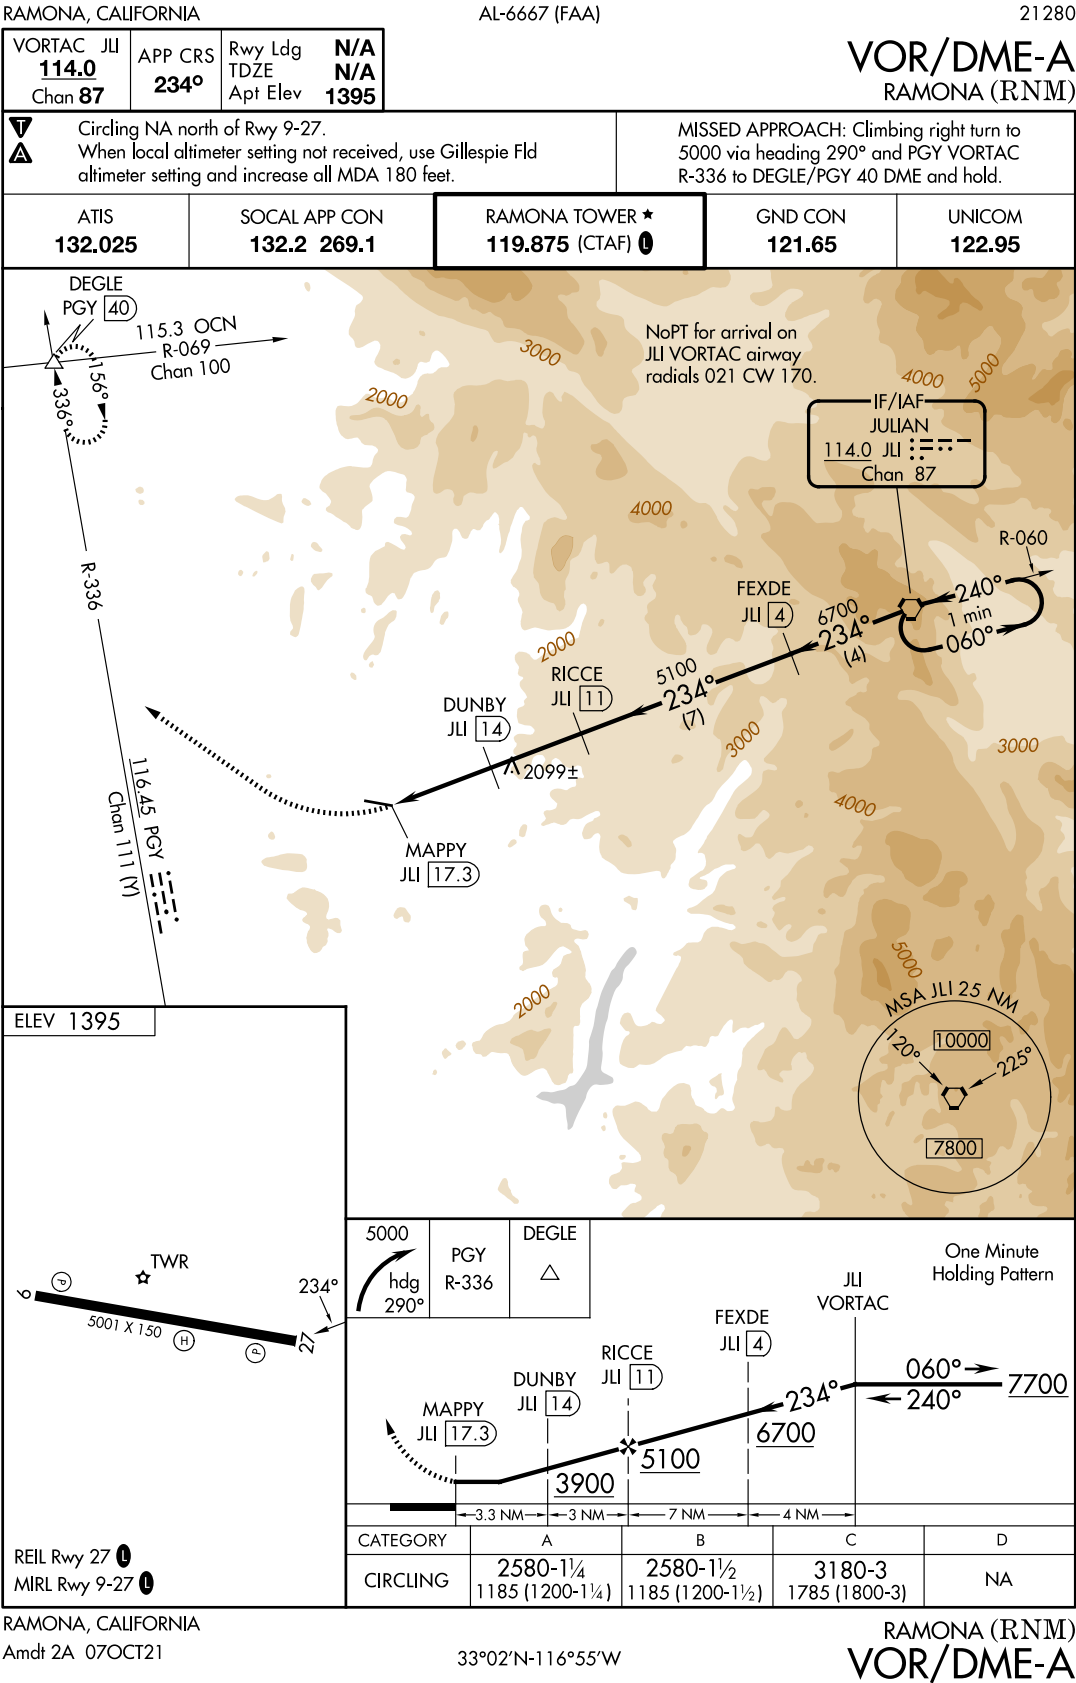 RAMONA, CALIFORNIA
AL-6667 (FAA)
21280
VORTAC JLI
114.0
Chan 87
APP CRS
234°
Rwy Ldg N/A
TDZE N/A
Apt Elev 1395
VOR/DME-A
RAMONA (RNM)
T
A
Circling NA north of Rwy 9-27.
When local altimeter setting not received, use Gillespie Fld
altimeter setting and increase all MDA 180 feet.
MISSED APPROACH: Climbing right turn to
5000 via heading 290° and PGY VORTAC
R-336 to DEGLE/PGY 40 DME and hold.
ATIS
132.025
SOCAL APP CON
132.2 269.1
RAMONA TOWER ★
119.875 (CTAF) L
GND CON
121.65
UNICOM
122.95
DEGLE
PGY 40
115.3 OCN
R-069
Chan 100
156°
336°
R-336
116.45 PGY
Chan 111 (Y)
3000
2000
NoPT for arrival on
JLI VORTAC airway
radials 021 CW 170.
4000
5000
IF/IAF
JULIAN
114.0 JLI
Chan 87
4000
R-060
240°
1 min
060°
FEXDE
JLI 4
6700
234°
(4)
2000
RICCE
JLI 11
5100
234°
(7)
DUNBY
JLI 14
2099±
3000
3000
4000
MAPPY
JLI 17.3
5000
2000
MSA JLI 25 NM
120°
10000
225°
7800
ELEV 1395
TWR
9
P
5001 X 150
H
P
27
234°
REIL Rwy 27 L
MIRL Rwy 9-27 L
5000
hdg
290°
PGY
R-336
DEGLE
One Minute
Holding Pattern
JLI
VORTAC
FEXDE
JLI 4
RICCE
JLI 11
DUNBY
JLI 14
MAPPY
JLI 17.3
060°
240°
7700
234°
6700
5100
3900
3.3 NM
3 NM
7 NM
4 NM
CATEGORY A B C D
CIRCLING
2580-1¼
1185 (1200-1¼)
2580-1½
1185 (1200-1½)
3180-3
1785 (1800-3)
NA
RAMONA, CALIFORNIA
Amdt 2A 07OCT21
33°02'N-116°55'W
RAMONA (RNM)
VOR/DME-A